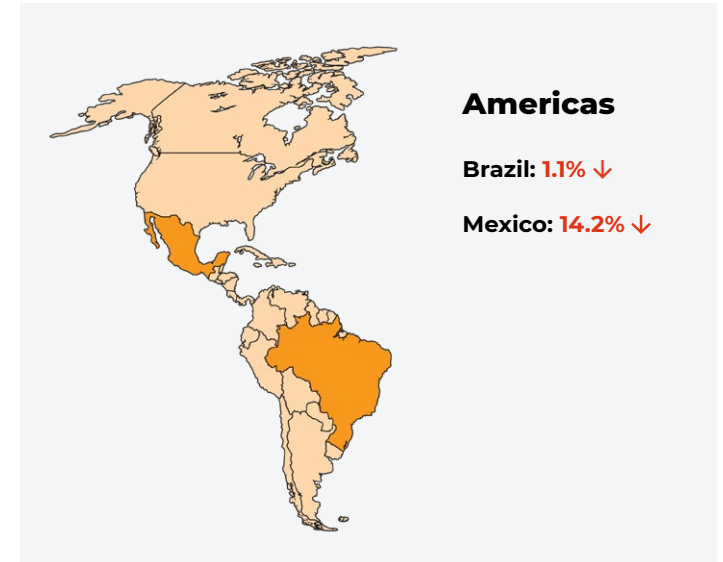 Americas
Brazil: 1.1% ↓
Mexico: 14.2% ↓